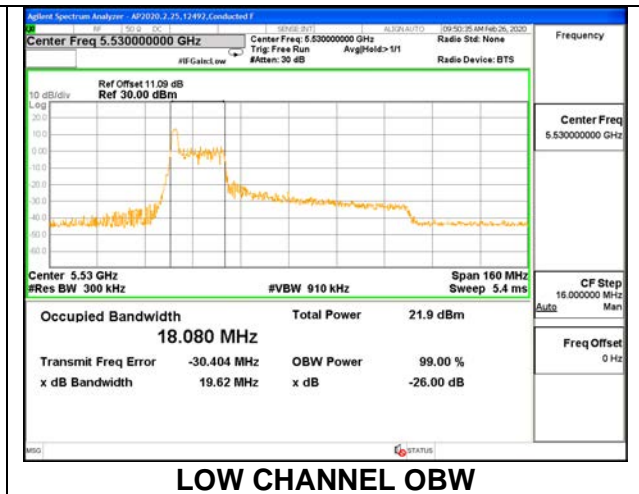 Agilent Spectrum Analyzer - AP2020.2.25,12492,Conducted F
RF 50 Ω DC SENSE:INT ALIGN AUTO 09:50:35 AM Feb 26, 2020
Center Freq 5.530000000 GHz
Center Freq: 5.530000000 GHz
Radio Std: None
Frequency
Trig: Free Run Avg|Hold:> 1/1
#IFGain:Low
#Atten: 30 dB
Radio Device: BTS
Ref Offset 11.09 dB
10 dB/div Ref 30.00 dBm
Log
20.0
10.0
0.00
-10.0
-20.0
-30.0
-40.0
-50.0
-60.0
Center Freq
5.530000000 GHz
Center 5.53 GHz
Span 160 MHz
#Res BW 300 kHz
#VBW 910 kHz
Sweep 5.4 ms
CF Step
16.000000 MHz
Auto Man
Occupied Bandwidth
18.080 MHz
Total Power 21.9 dBm
Freq Offset
0 Hz
Transmit Freq Error -30.404 MHz
OBW Power 99.00 %
x dB Bandwidth 19.62 MHz
x dB -26.00 dB
MSG
STATUS
LOW CHANNEL OBW